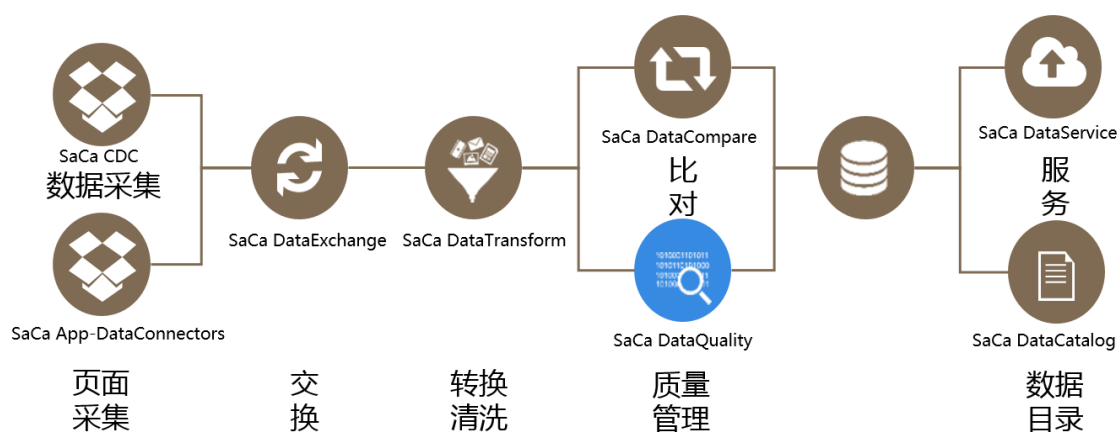 SaCa CDC
数据采集
SaCa App-DataConnectors
页面
采集
SaCa DataExchange
交
换
SaCa DataTransform
转换
清洗
SaCa DataCompare
比
对
1010001101011
1010110101000
SaCa DataQuality
质量
管理
SaCa DataService
服
务
SaCa DataCatalog
数据
目录